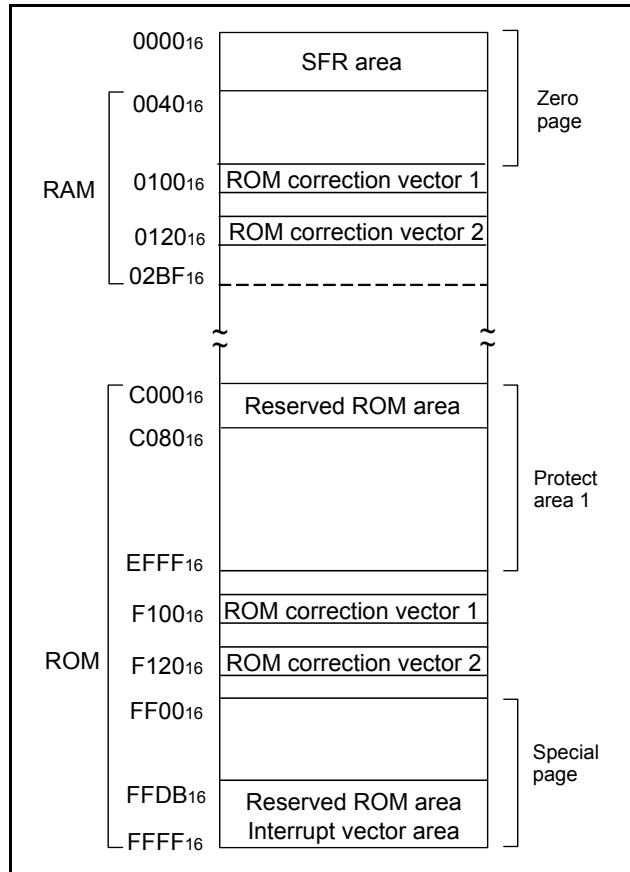 0000₁₆
SFR area
Zero
page
0040₁₆
RAM
0100₁₆ ROM correction vector 1
0120₁₆ ROM correction vector 2
02BF₁₆
≈ ≈
C000₁₆
Reserved ROM area
C080₁₆
Protect
area 1
EFFF₁₆
F100₁₆ ROM correction vector 1
ROM
F120₁₆ ROM correction vector 2
FF00₁₆
Special
page
FFDB₁₆
Reserved ROM area
Interrupt vector area
FFFF₁₆